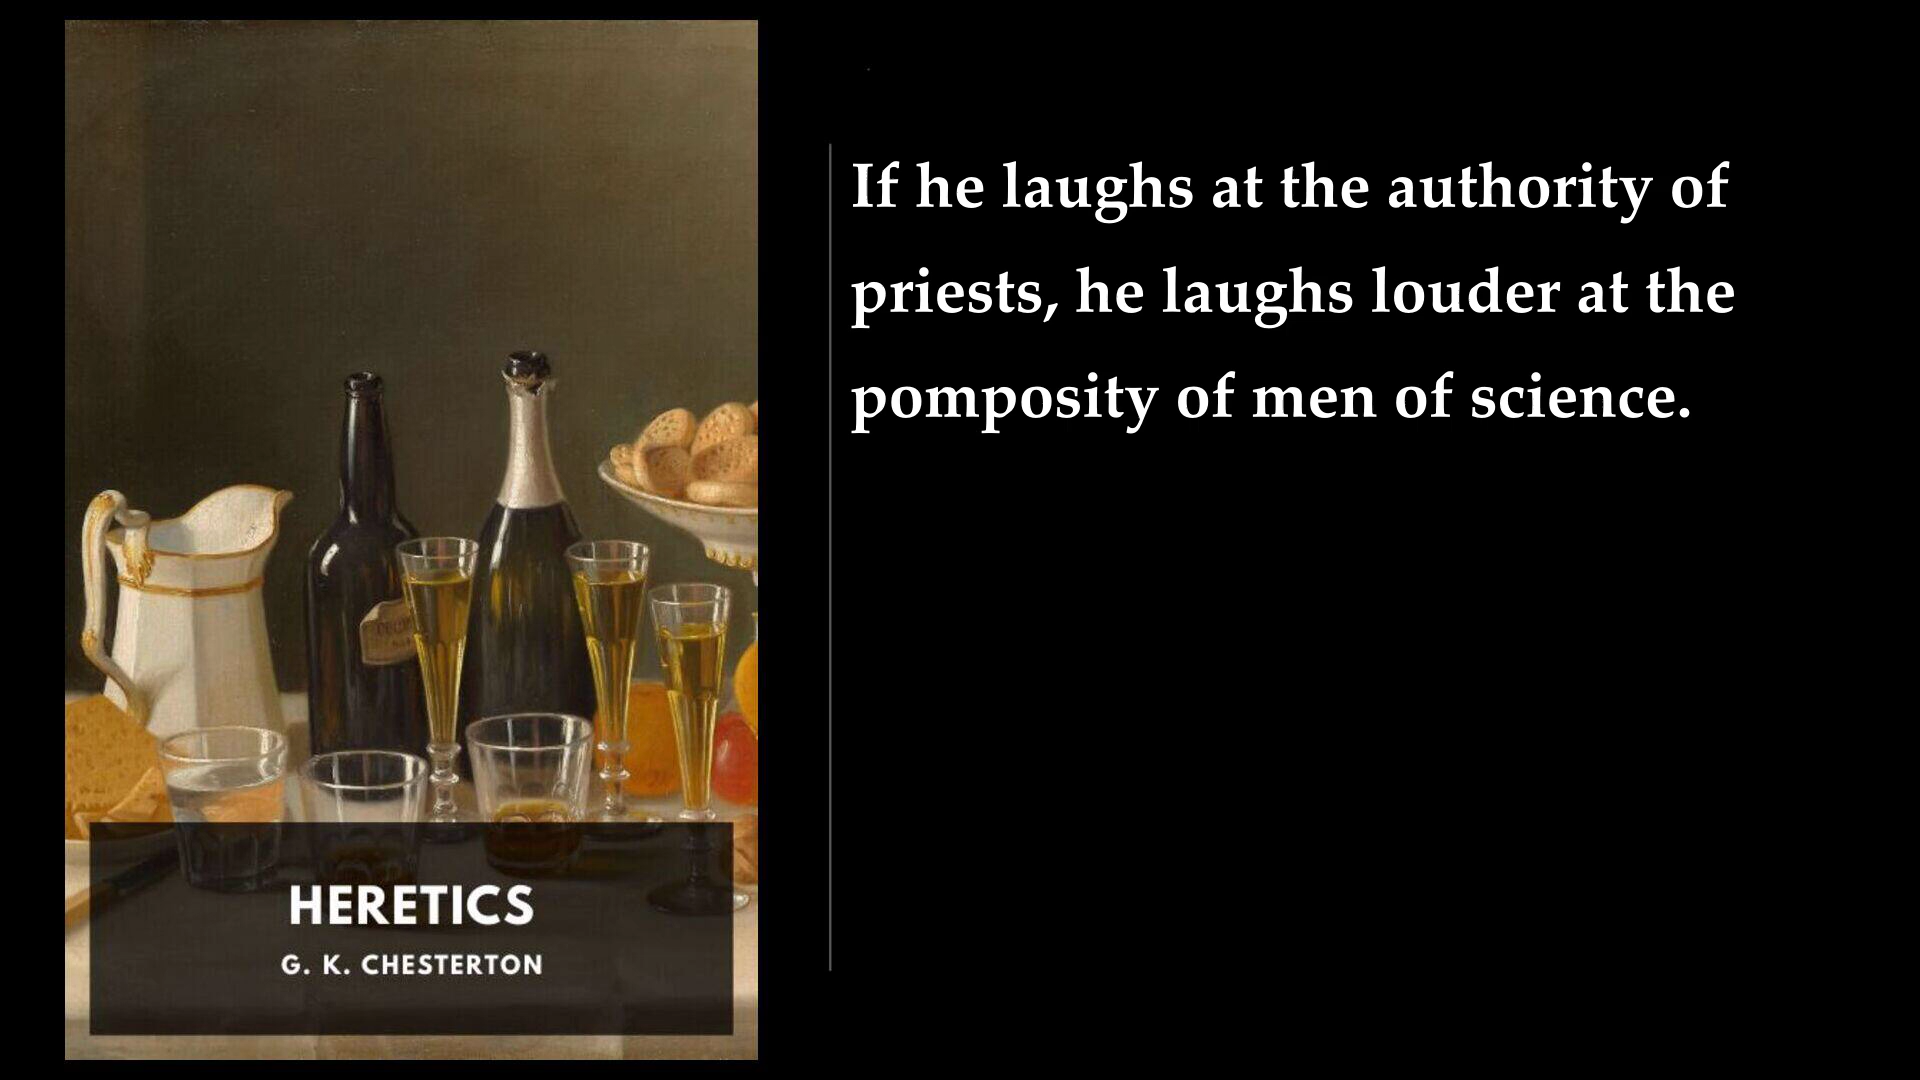 If he laughs at the authority of
priests, he laughs louder at the
pomposity of men of science.
HERETICS
G. K. CHESTERTON